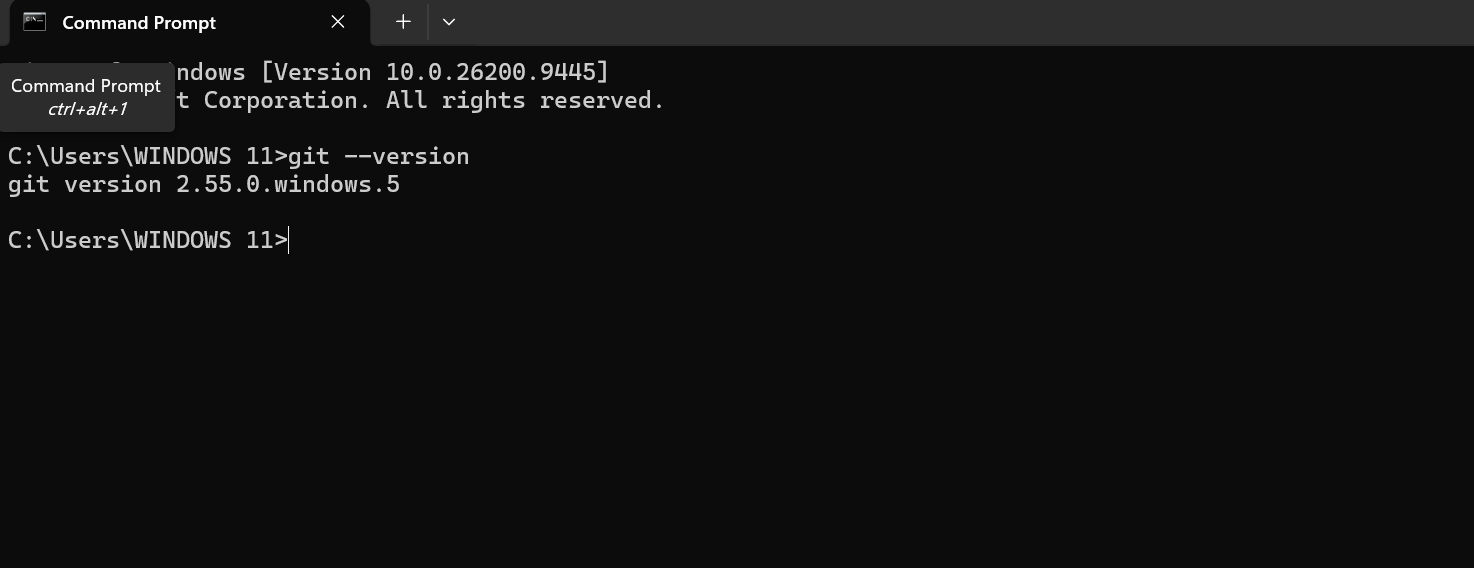 Command Prompt
ndows [Version 10.0.26200.9445]
Command Prompt
ctrl+alt+1
t Corporation. All rights reserved.
C:\Users\WINDOWS 11>git --version
git version 2.55.0.windows.5
C:\Users\WINDOWS 11>